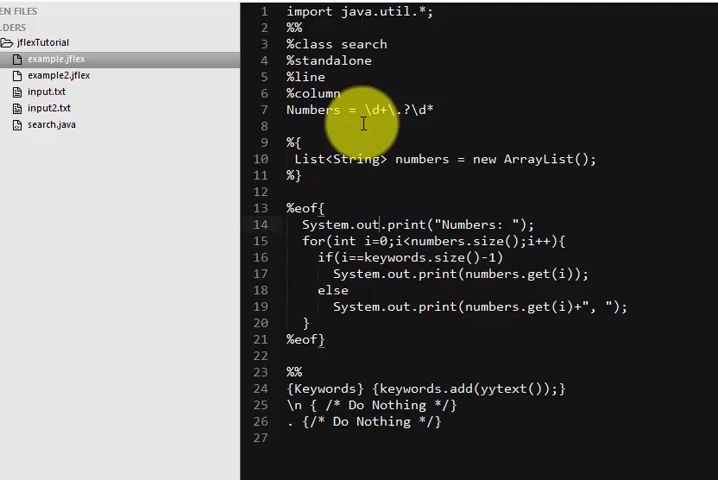 EN FILES
LDERS
jflexTutorial
example.jflex
example2.jflex
input.txt
input2.txt
search.java
1 import java.util.*;
2 %%
3 %class search
4 %standalone
5 %line
6 %column
7 Numbers = \d+\.?\d*
8
9 %{
10 List<String> numbers = new ArrayList();
11 %}
12
13 %eof{
14 System.out.print("Numbers: ");
15 for(int i=0;i<numbers.size();i++){
16 if(i==keywords.size()-1)
17 System.out.print(numbers.get(i));
18 else
19 System.out.print(numbers.get(i)+", ");
20 }
21 %eof}
22
23 %%
24 {Keywords} {keywords.add(yytext());}
25 \n { /* Do Nothing */}
26 . {/* Do Nothing */}
27